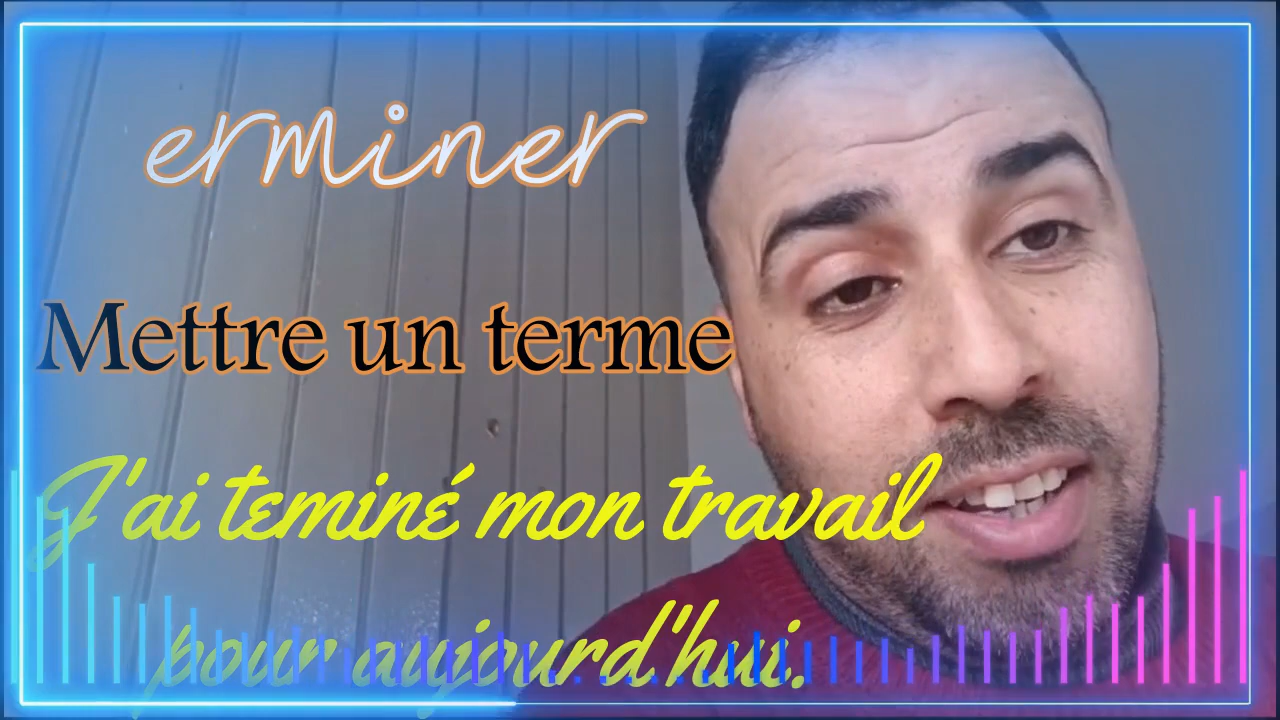 erminer
Mettre un terme
J'ai teminé mon travail
pour aujourd'hui.